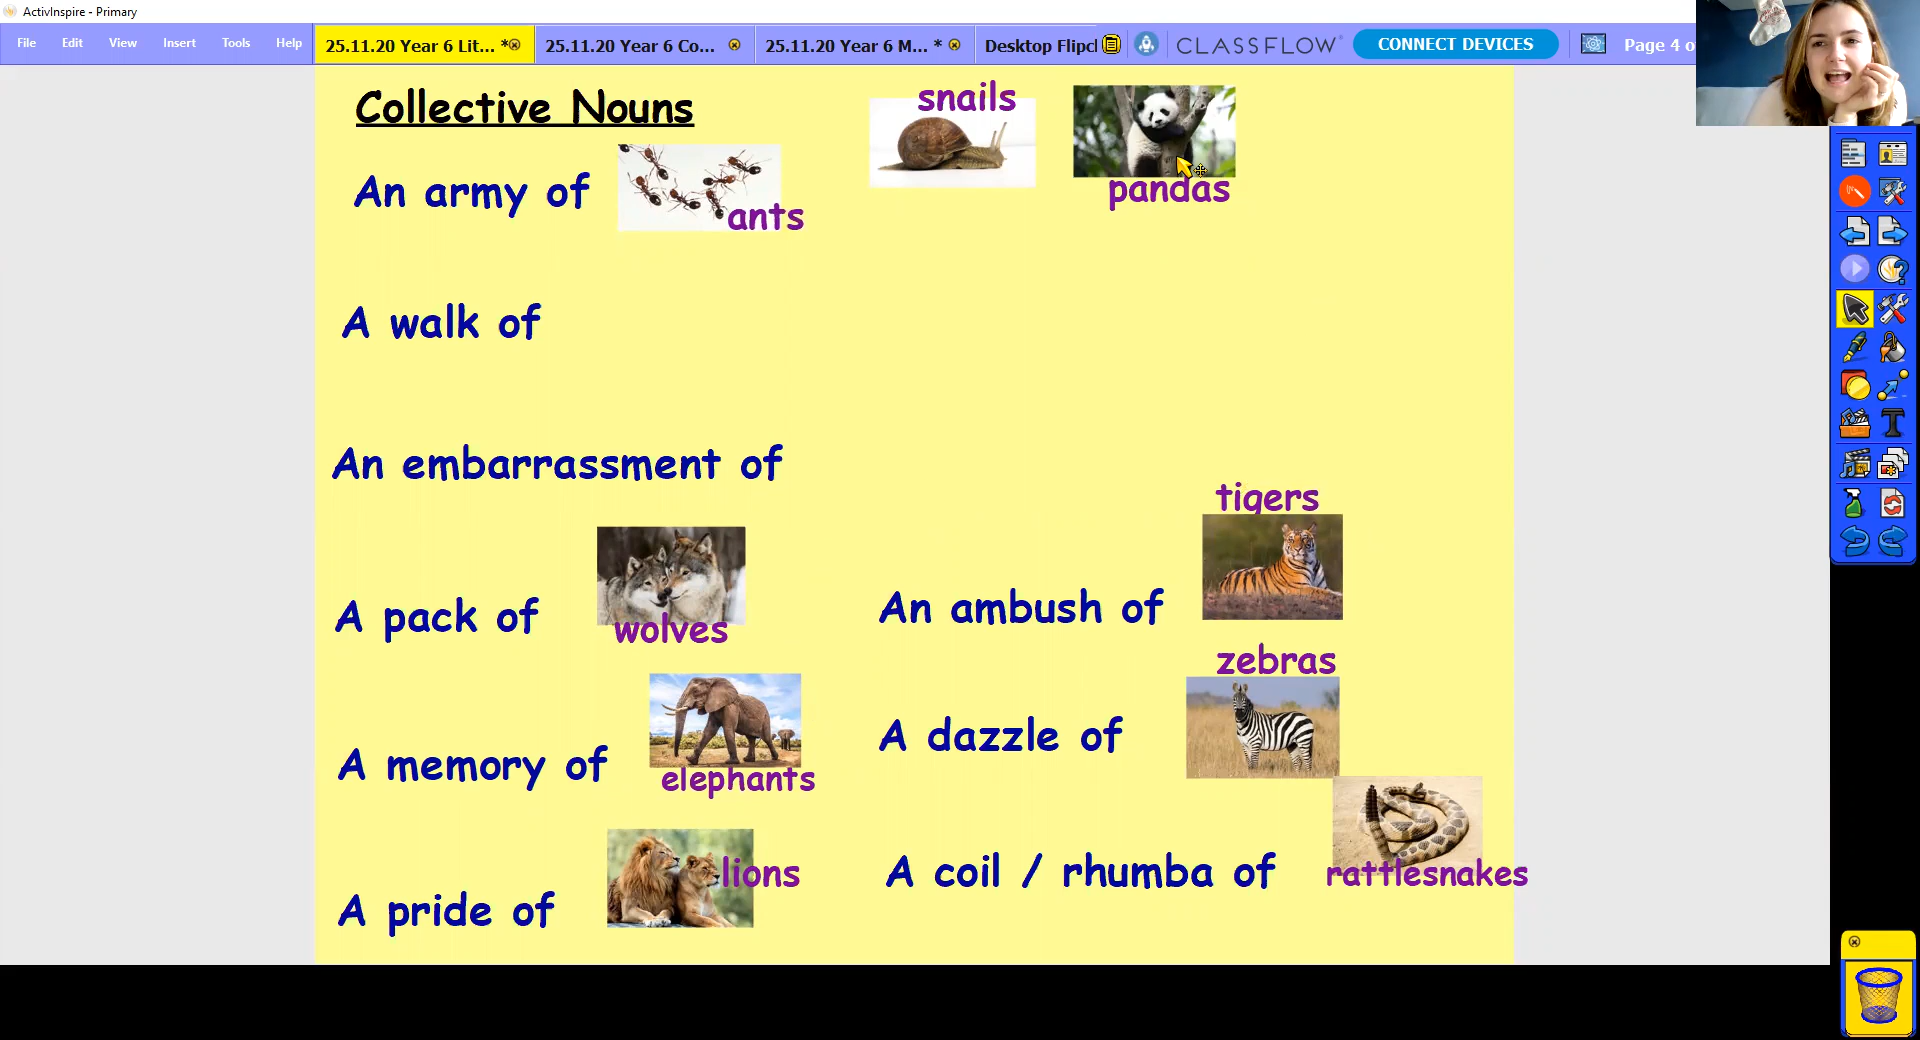 ActivInspire - Primary
File Edit View Insert Tools Help
25.11.20 Year 6 Lit... *
25.11.20 Year 6 Co...
25.11.20 Year 6 M... *
Desktop Flipcl
CLASSFLOW
CONNECT DEVICES
Page 4 o
Collective Nouns
snails
pandas
An army of
ants
A walk of
An embarrassment of
tigers
A pack of
wolves
An ambush of
zebras
A memory of
elephants
A dazzle of
A pride of
lions
A coil / rhumba of
rattlesnakes